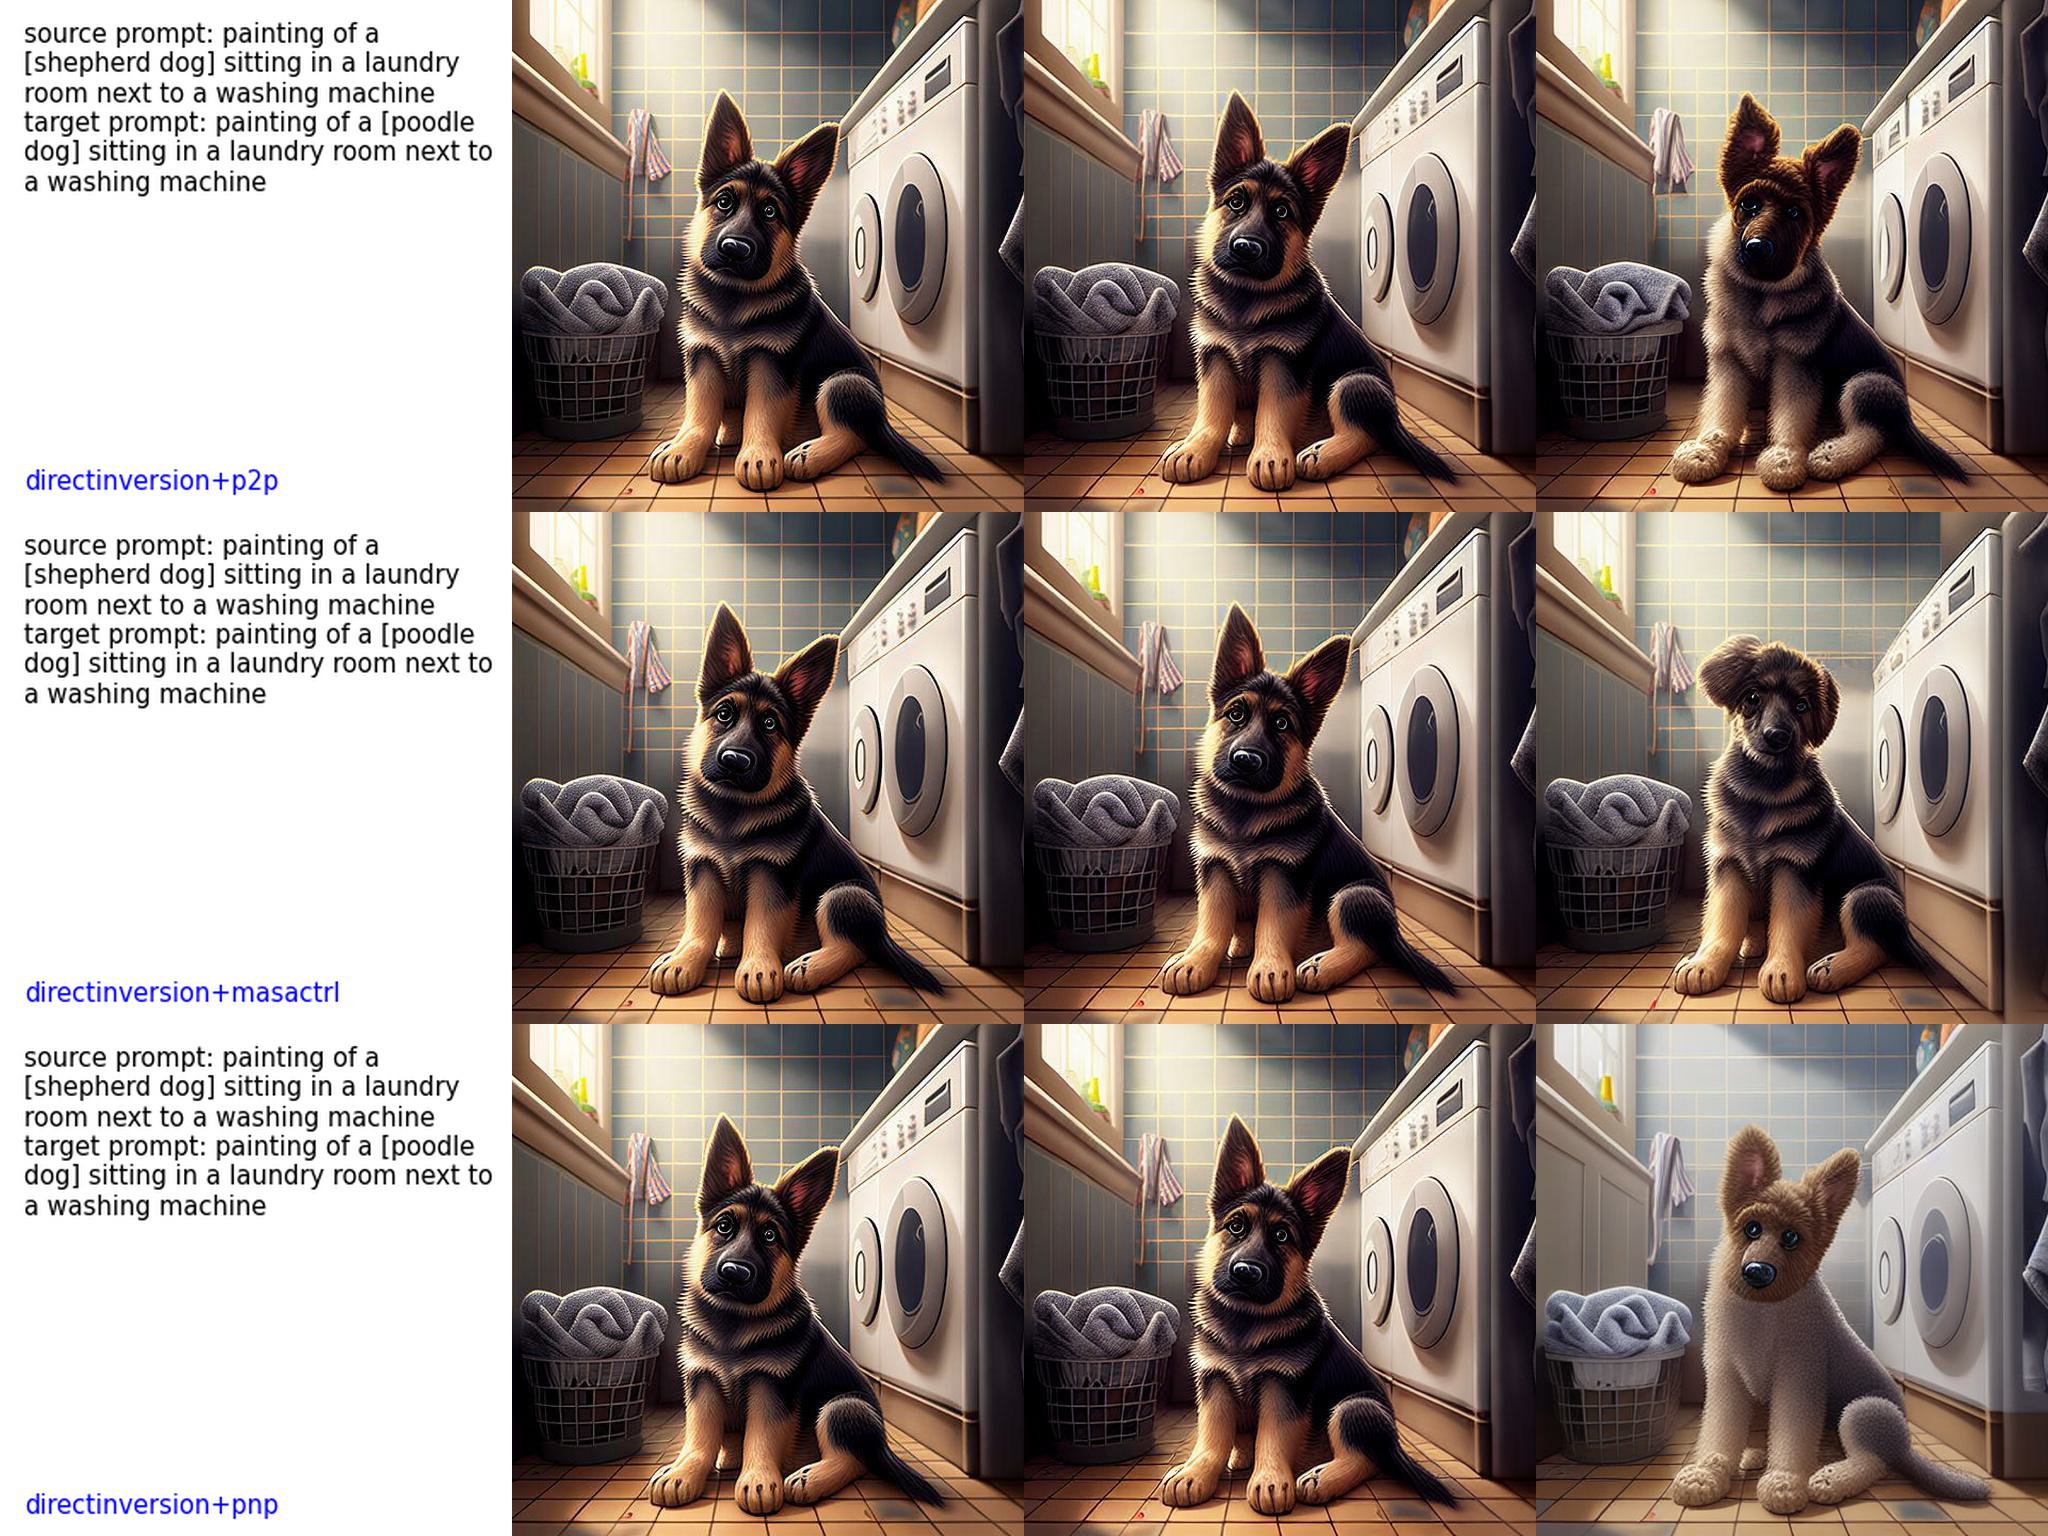 source prompt: painting of a
[shepherd dog] sitting in a laundry
room next to a washing machine
target prompt: painting of a [poodle
dog] sitting in a laundry room next to
a washing machine
directinversion+p2p
source prompt: painting of a
[shepherd dog] sitting in a laundry
room next to a washing machine
target prompt: painting of a [poodle
dog] sitting in a laundry room next to
a washing machine
directinversion+masactrl
source prompt: painting of a
[shepherd dog] sitting in a laundry
room next to a washing machine
target prompt: painting of a [poodle
dog] sitting in a laundry room next to
a washing machine
directinversion+pnp